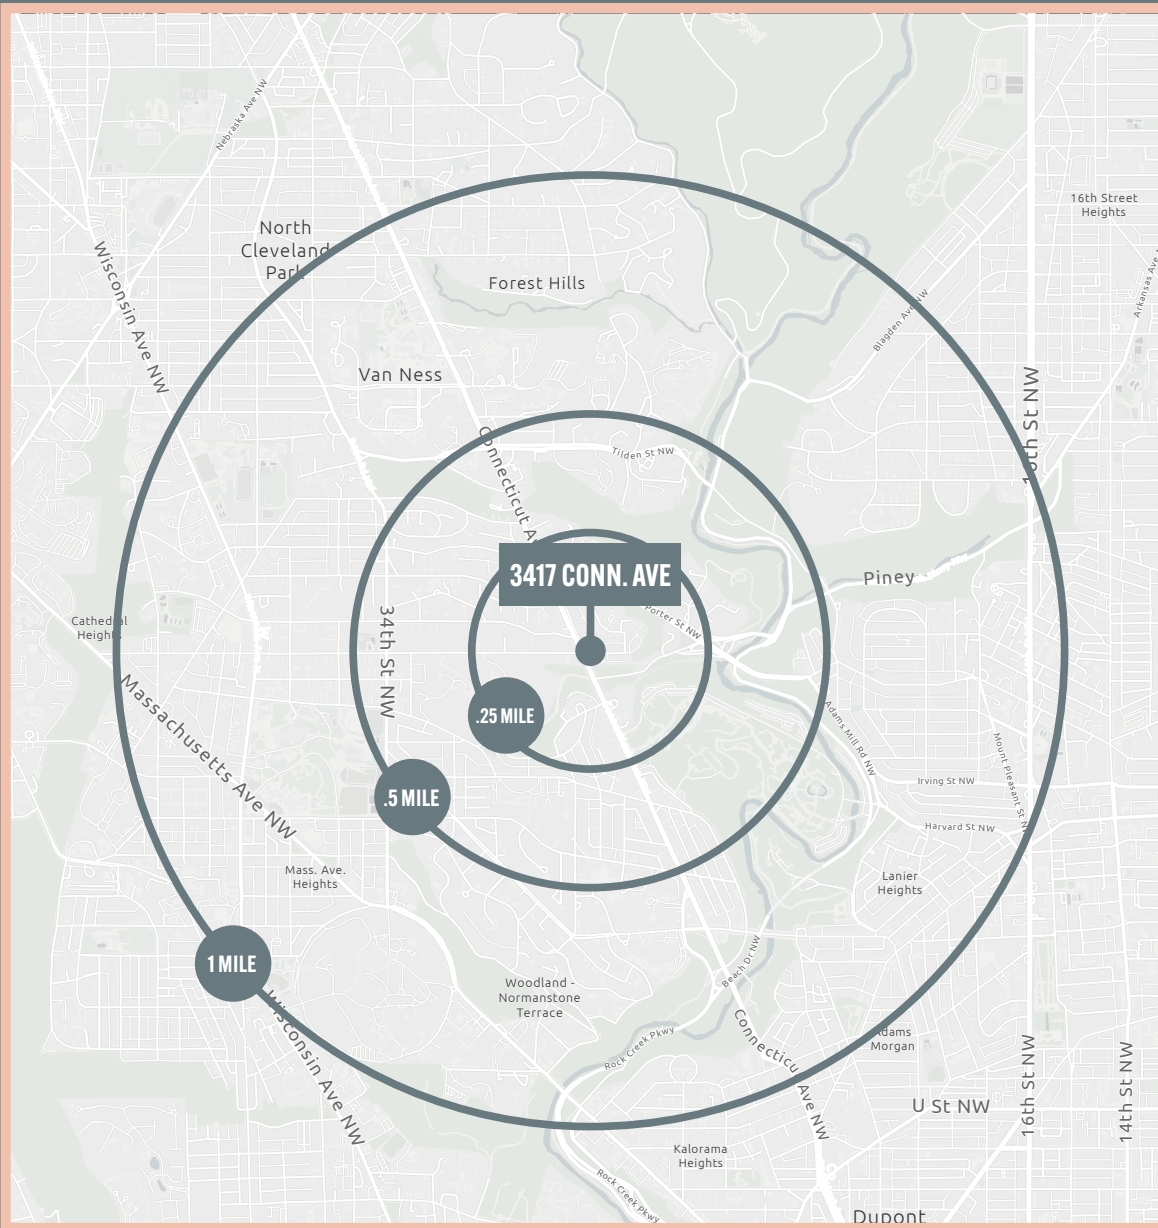 Nebraska Ave NW
16th Street
Heights
North
Cleveland
Park
Wisconsin Ave NW
Forest Hills
Arkansas Ave
Blagden Ave NW
Van Ness
16th St NW
Connecticut A
Tilden St NW
3417 CONN. AVE
Piney
Porter St NW
Cathedral
Heights
34th St NW
.25 MILE
Massachusetts Ave NW
Adams Mill Rd NW
Mount Pleasant St NW
.5 MILE
Irving St NW
Harvard St NW
Mass. Ave.
Heights
Lanier
Heights
1 MILE
Beach Dr NW
Woodland -
Normanstone
Terrace
Wisconsin Ave NW
Rock Creek Pkwy
Connecticu Ave NW
Adams
Morgan
16th St NW
14th St NW
U St NW
Kalorama
Heights
Rock Creek Pkwy
Dupont